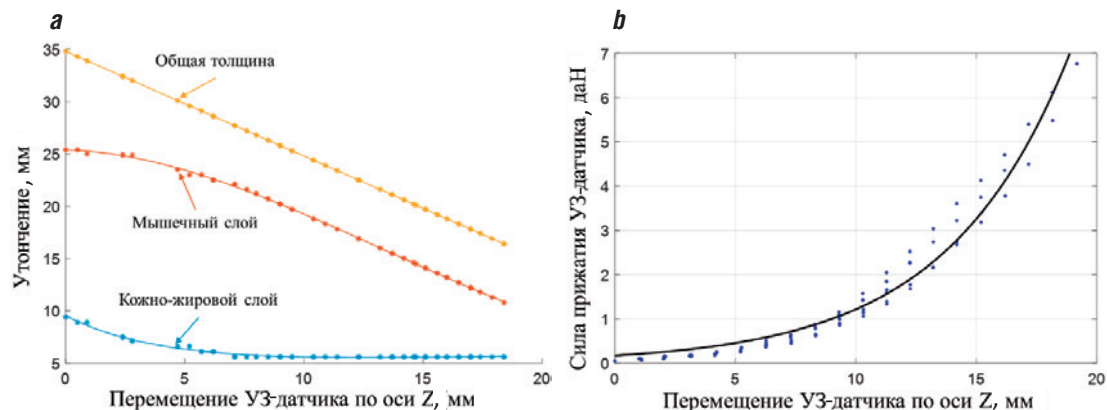 a
35
30
25
20
15
10
5
0
5
10
15
20
Утончение, мм
Общая толщина
Мышечный слой
Кожно-жировой слой
Перемещение УЗ-датчика по оси Z, мм
b
7
6
5
4
3
2
1
0
0
5
10
15
20
Сила прижатия УЗ-датчика, даН
Перемещение УЗ-датчика по оси Z, мм